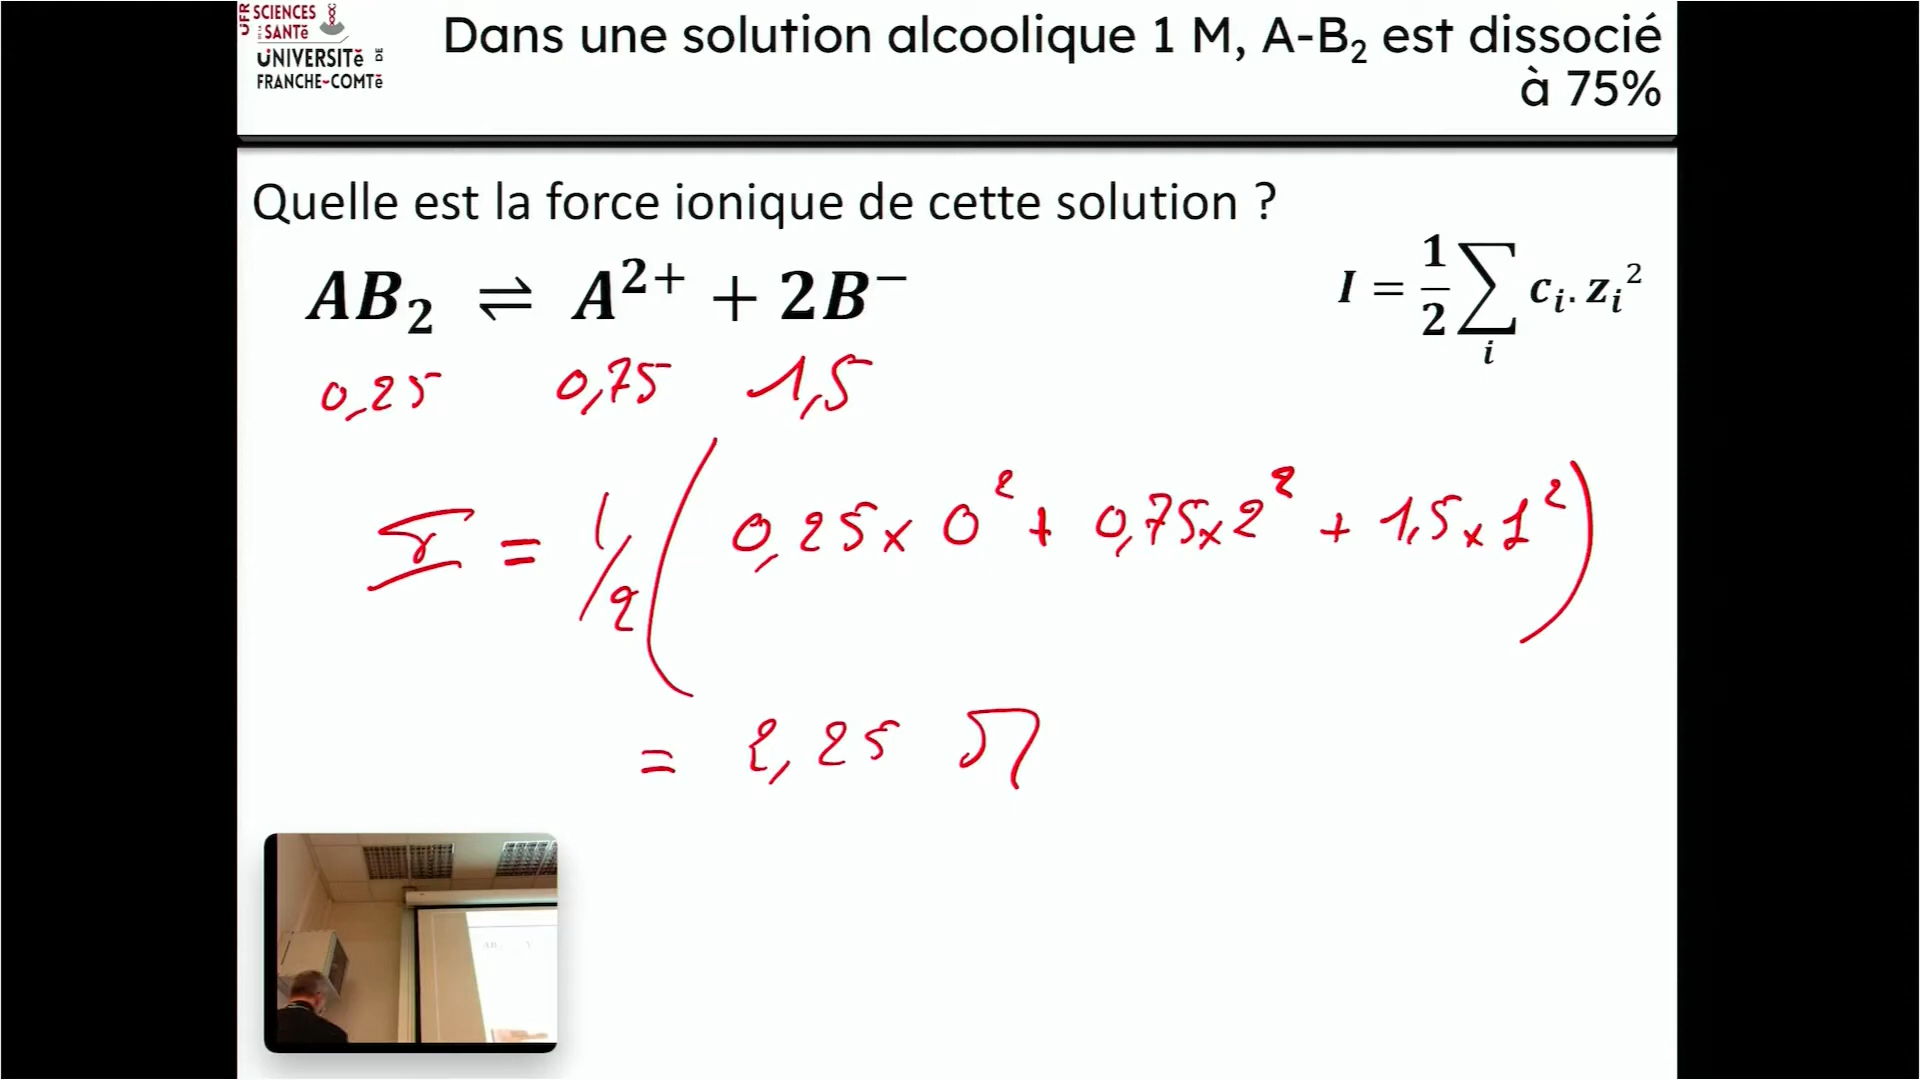 UFR SCIENCES
DE LA SANTé
UNIVERSITé DE
FRANCHE-COMTé
Dans une solution alcoolique 1 M, A-B₂ est dissocié
à 75%
Quelle est la force ionique de cette solution ?
AB₂ ⇌ A²⁺ + 2B⁻
I = 1/2 ∑ᵢ cᵢ. zᵢ²
0,25 0,75 1,5
I = 1/2 ( 0,25 x 0² + 0,75 x 2² + 1,5 x 1² )
= 2,25 M